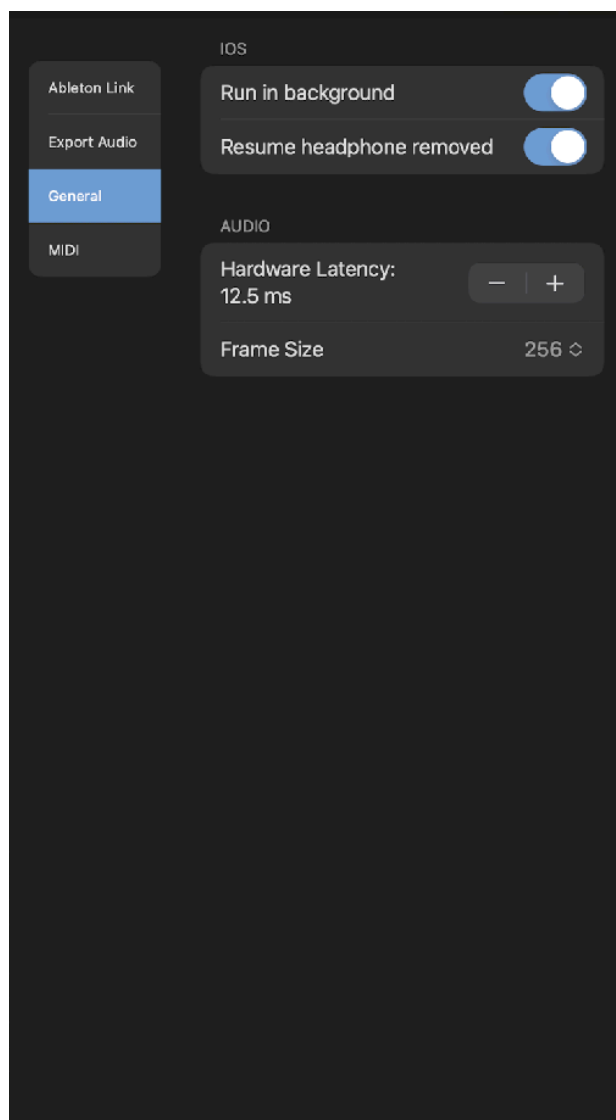 Ableton Link
Export Audio
General
MIDI
IOS
Run in background
Resume headphone removed
AUDIO
Hardware Latency:
12.5 ms
− +
Frame Size 256